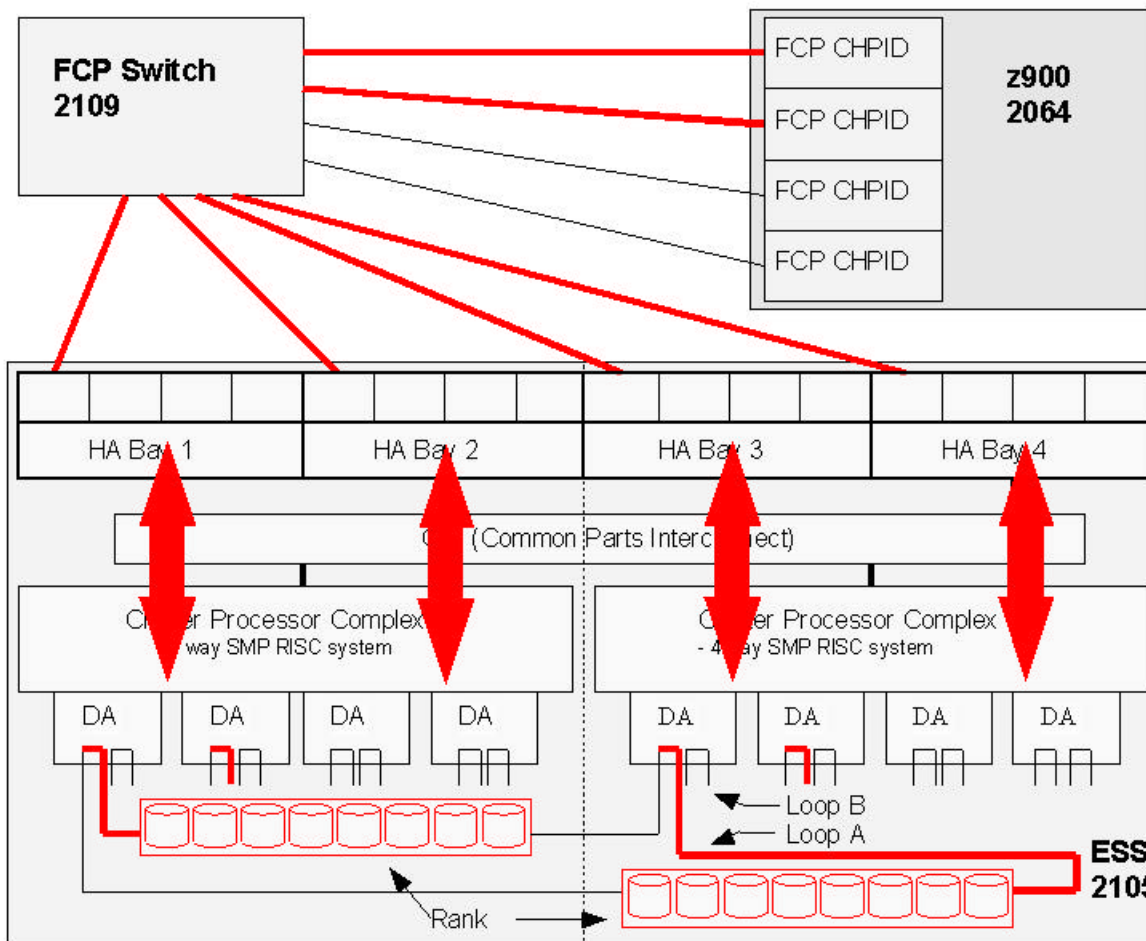 FCP Switch
2109
FCP CHPID
FCP CHPID
FCP CHPID
FCP CHPID
z900
2064
HA Bay 1
HA Bay 2
HA Bay 3
HA Bay 4
(Common Parts Interconnect)
Processor Complex
way SMP RISC system
Processor Complex
- 4 way SMP RISC system
DA
DA
DA
DA
DA
DA
DA
DA
Loop B
Loop A
ESS
2105
Rank